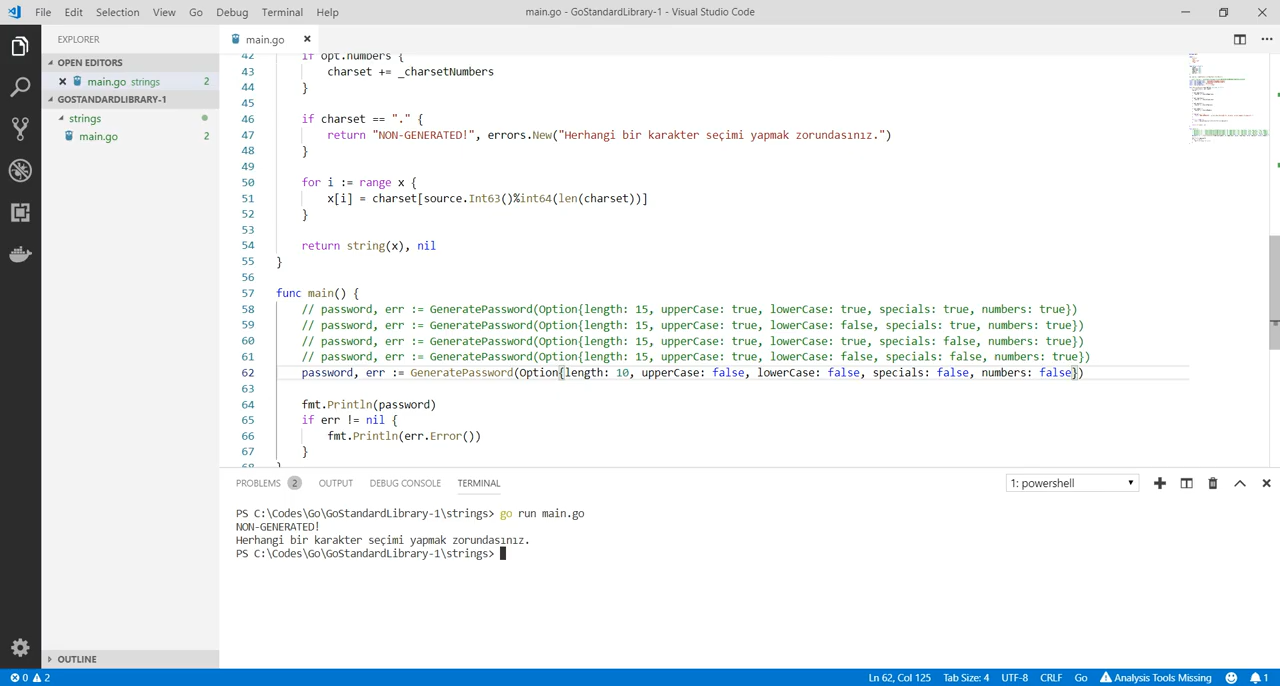 File Edit Selection View Go Debug Terminal Help
main.go - GoStandardLibrary-1 - Visual Studio Code
EXPLORER
OPEN EDITORS
main.go strings 2
GOSTANDARDLIBRARY-1
strings
main.go 2
OUTLINE
main.go
42 if opt.numbers {
43 charset += _charsetNumbers
44 }
45
46 if charset == "." {
47 return "NON-GENERATED!", errors.New("Herhangi bir karakter seçimi yapmak zorundasınız.")
48 }
49
50 for i := range x {
51 x[i] = charset[source.Int63()%int64(len(charset))]
52 }
53
54 return string(x), nil
55 }
56
57 func main() {
58 // password, err := GeneratePassword(Option{length: 15, upperCase: true, lowerCase: true, specials: true, numbers: true})
59 // password, err := GeneratePassword(Option{length: 15, upperCase: true, lowerCase: false, specials: true, numbers: true})
60 // password, err := GeneratePassword(Option{length: 15, upperCase: true, lowerCase: true, specials: false, numbers: true})
61 // password, err := GeneratePassword(Option{length: 15, upperCase: true, lowerCase: false, specials: false, numbers: true})
62 password, err := GeneratePassword(Option{length: 10, upperCase: false, lowerCase: false, specials: false, numbers: false})
63
64 fmt.Println(password)
65 if err != nil {
66 fmt.Println(err.Error())
67 }
68 }
PROBLEMS 2 OUTPUT DEBUG CONSOLE TERMINAL
1: powershell
PS C:\Codes\Go\GoStandardLibrary-1\strings> go run main.go
NON-GENERATED!
Herhangi bir karakter seçimi yapmak zorundasınız.
PS C:\Codes\Go\GoStandardLibrary-1\strings>
0 2
Ln 62, Col 125 Tab Size: 4 UTF-8 CRLF Go Analysis Tools Missing 1